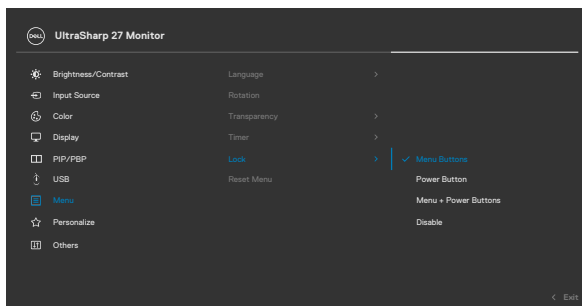 DELL UltraSharp 27 Monitor
Brightness/Contrast
Input Source
Color
Display
PIP/PBP
USB
Menu
Personalize
Others
Language
Rotation
Transparency
Timer
Lock
Reset Menu
Menu Buttons
Power Button
Menu + Power Buttons
Disable
Exit